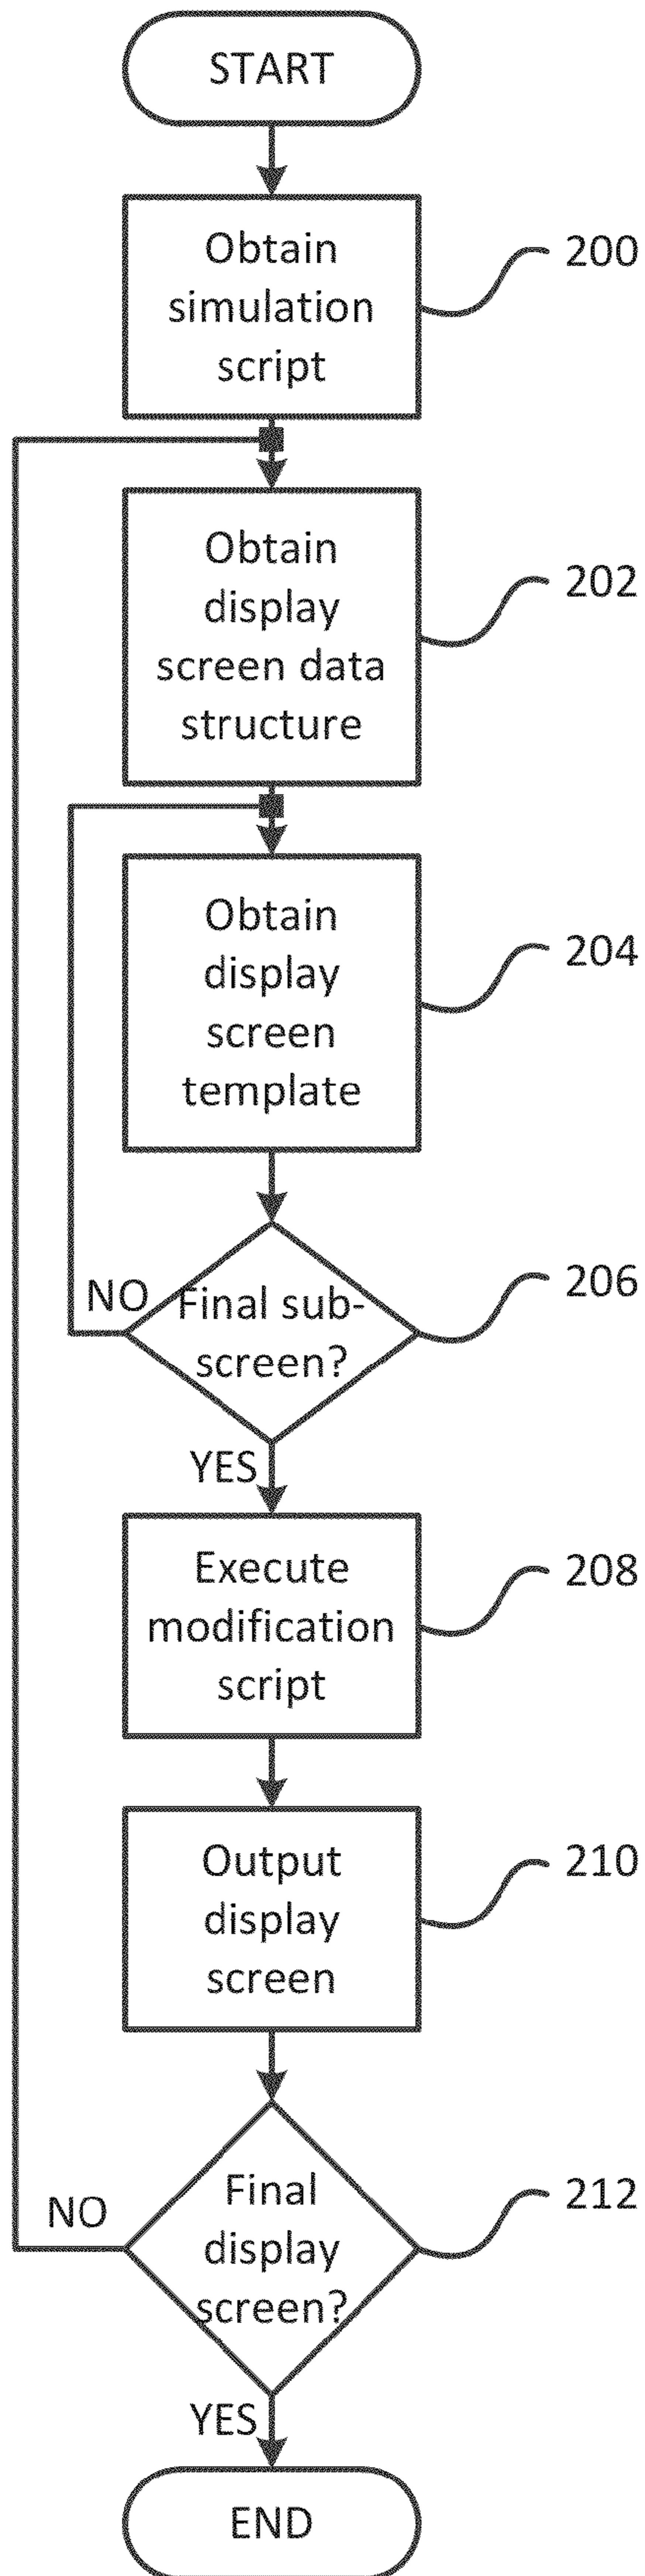 START
Obtain
simulation
script
200
Obtain
display
screen data
structure
202
Obtain
display
screen
template
204
NO
Final sub-
screen?
206
YES
Execute
modification
script
208
Output
display
screen
210
NO
Final
display
screen?
212
YES
END